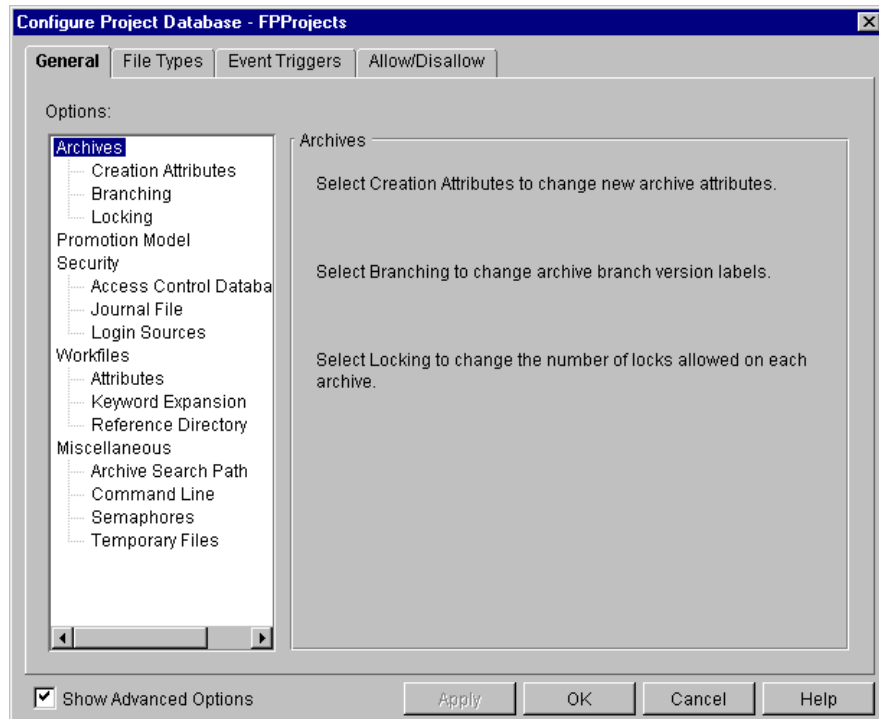 Configure Project Database - FPProjects
General
File Types
Event Triggers
Allow/Disallow
Options:
Archives
Creation Attributes
Branching
Locking
Promotion Model
Security
Access Control Databa
Journal File
Login Sources
Workfiles
Attributes
Keyword Expansion
Reference Directory
Miscellaneous
Archive Search Path
Command Line
Semaphores
Temporary Files
Archives
Select Creation Attributes to change new archive attributes.
Select Branching to change archive branch version labels.
Select Locking to change the number of locks allowed on each
archive.
Show Advanced Options
Apply
OK
Cancel
Help